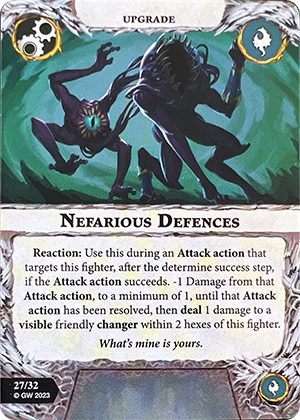 UPGRADE
NEFARIOUS DEFENCES
Reaction: Use this during an Attack action that
targets this fighter, after the determine success step,
if the Attack action succeeds. -1 Damage from that
Attack action, to a minimum of 1, until that Attack
action has been resolved, then deal 1 damage to a
visible friendly changer within 2 hexes of this fighter.
What's mine is yours.
27/32
© GW 2023